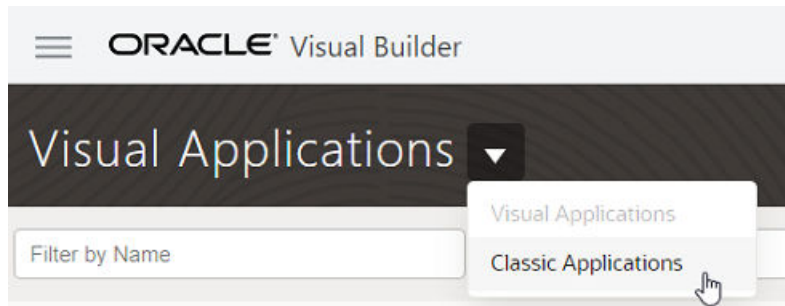 ORACLE® Visual Builder
Visual Applications
Visual Applications
Filter by Name
Classic Applications